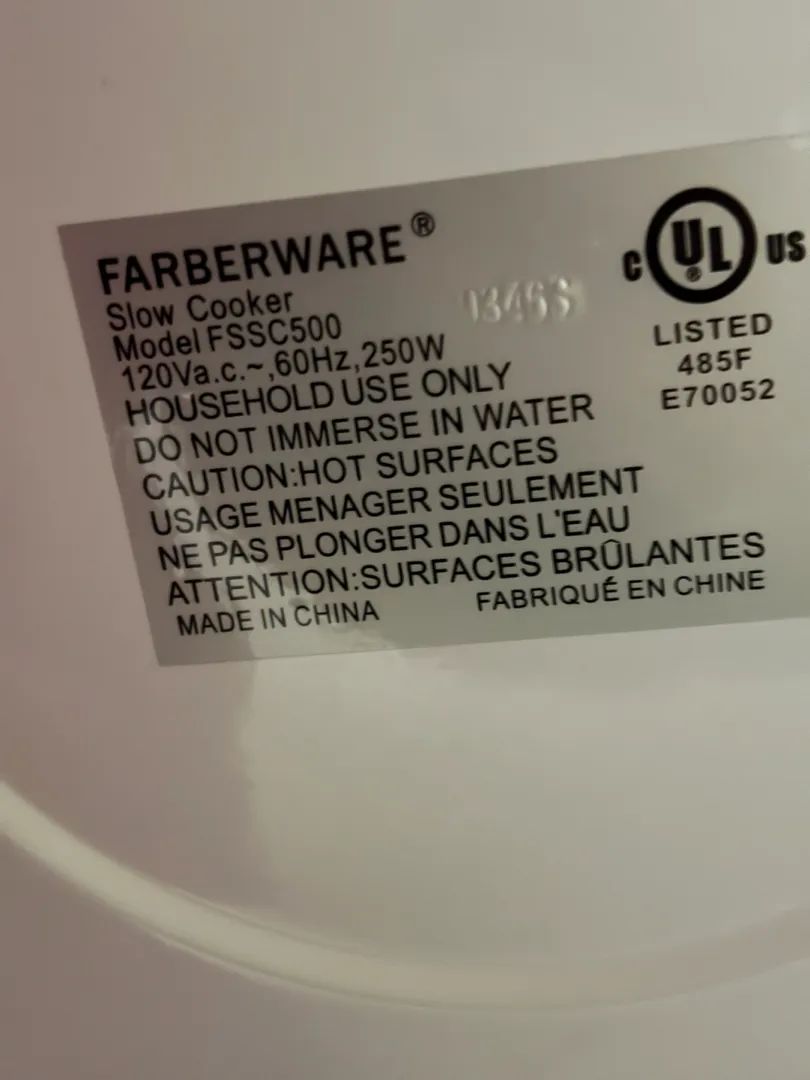 FARBERWARE®
Slow Cooker
Model FSSC500
120Va.c.~,60Hz,250W
HOUSEHOLD USE ONLY
DO NOT IMMERSE IN WATER
CAUTION:HOT SURFACES
USAGE MENAGER SEULEMENT
NE PAS PLONGER DANS L'EAU
ATTENTION:SURFACES BRÛLANTES
MADE IN CHINA
FABRIQUÉ EN CHINE
C UL® US
LISTED
485F
E70052